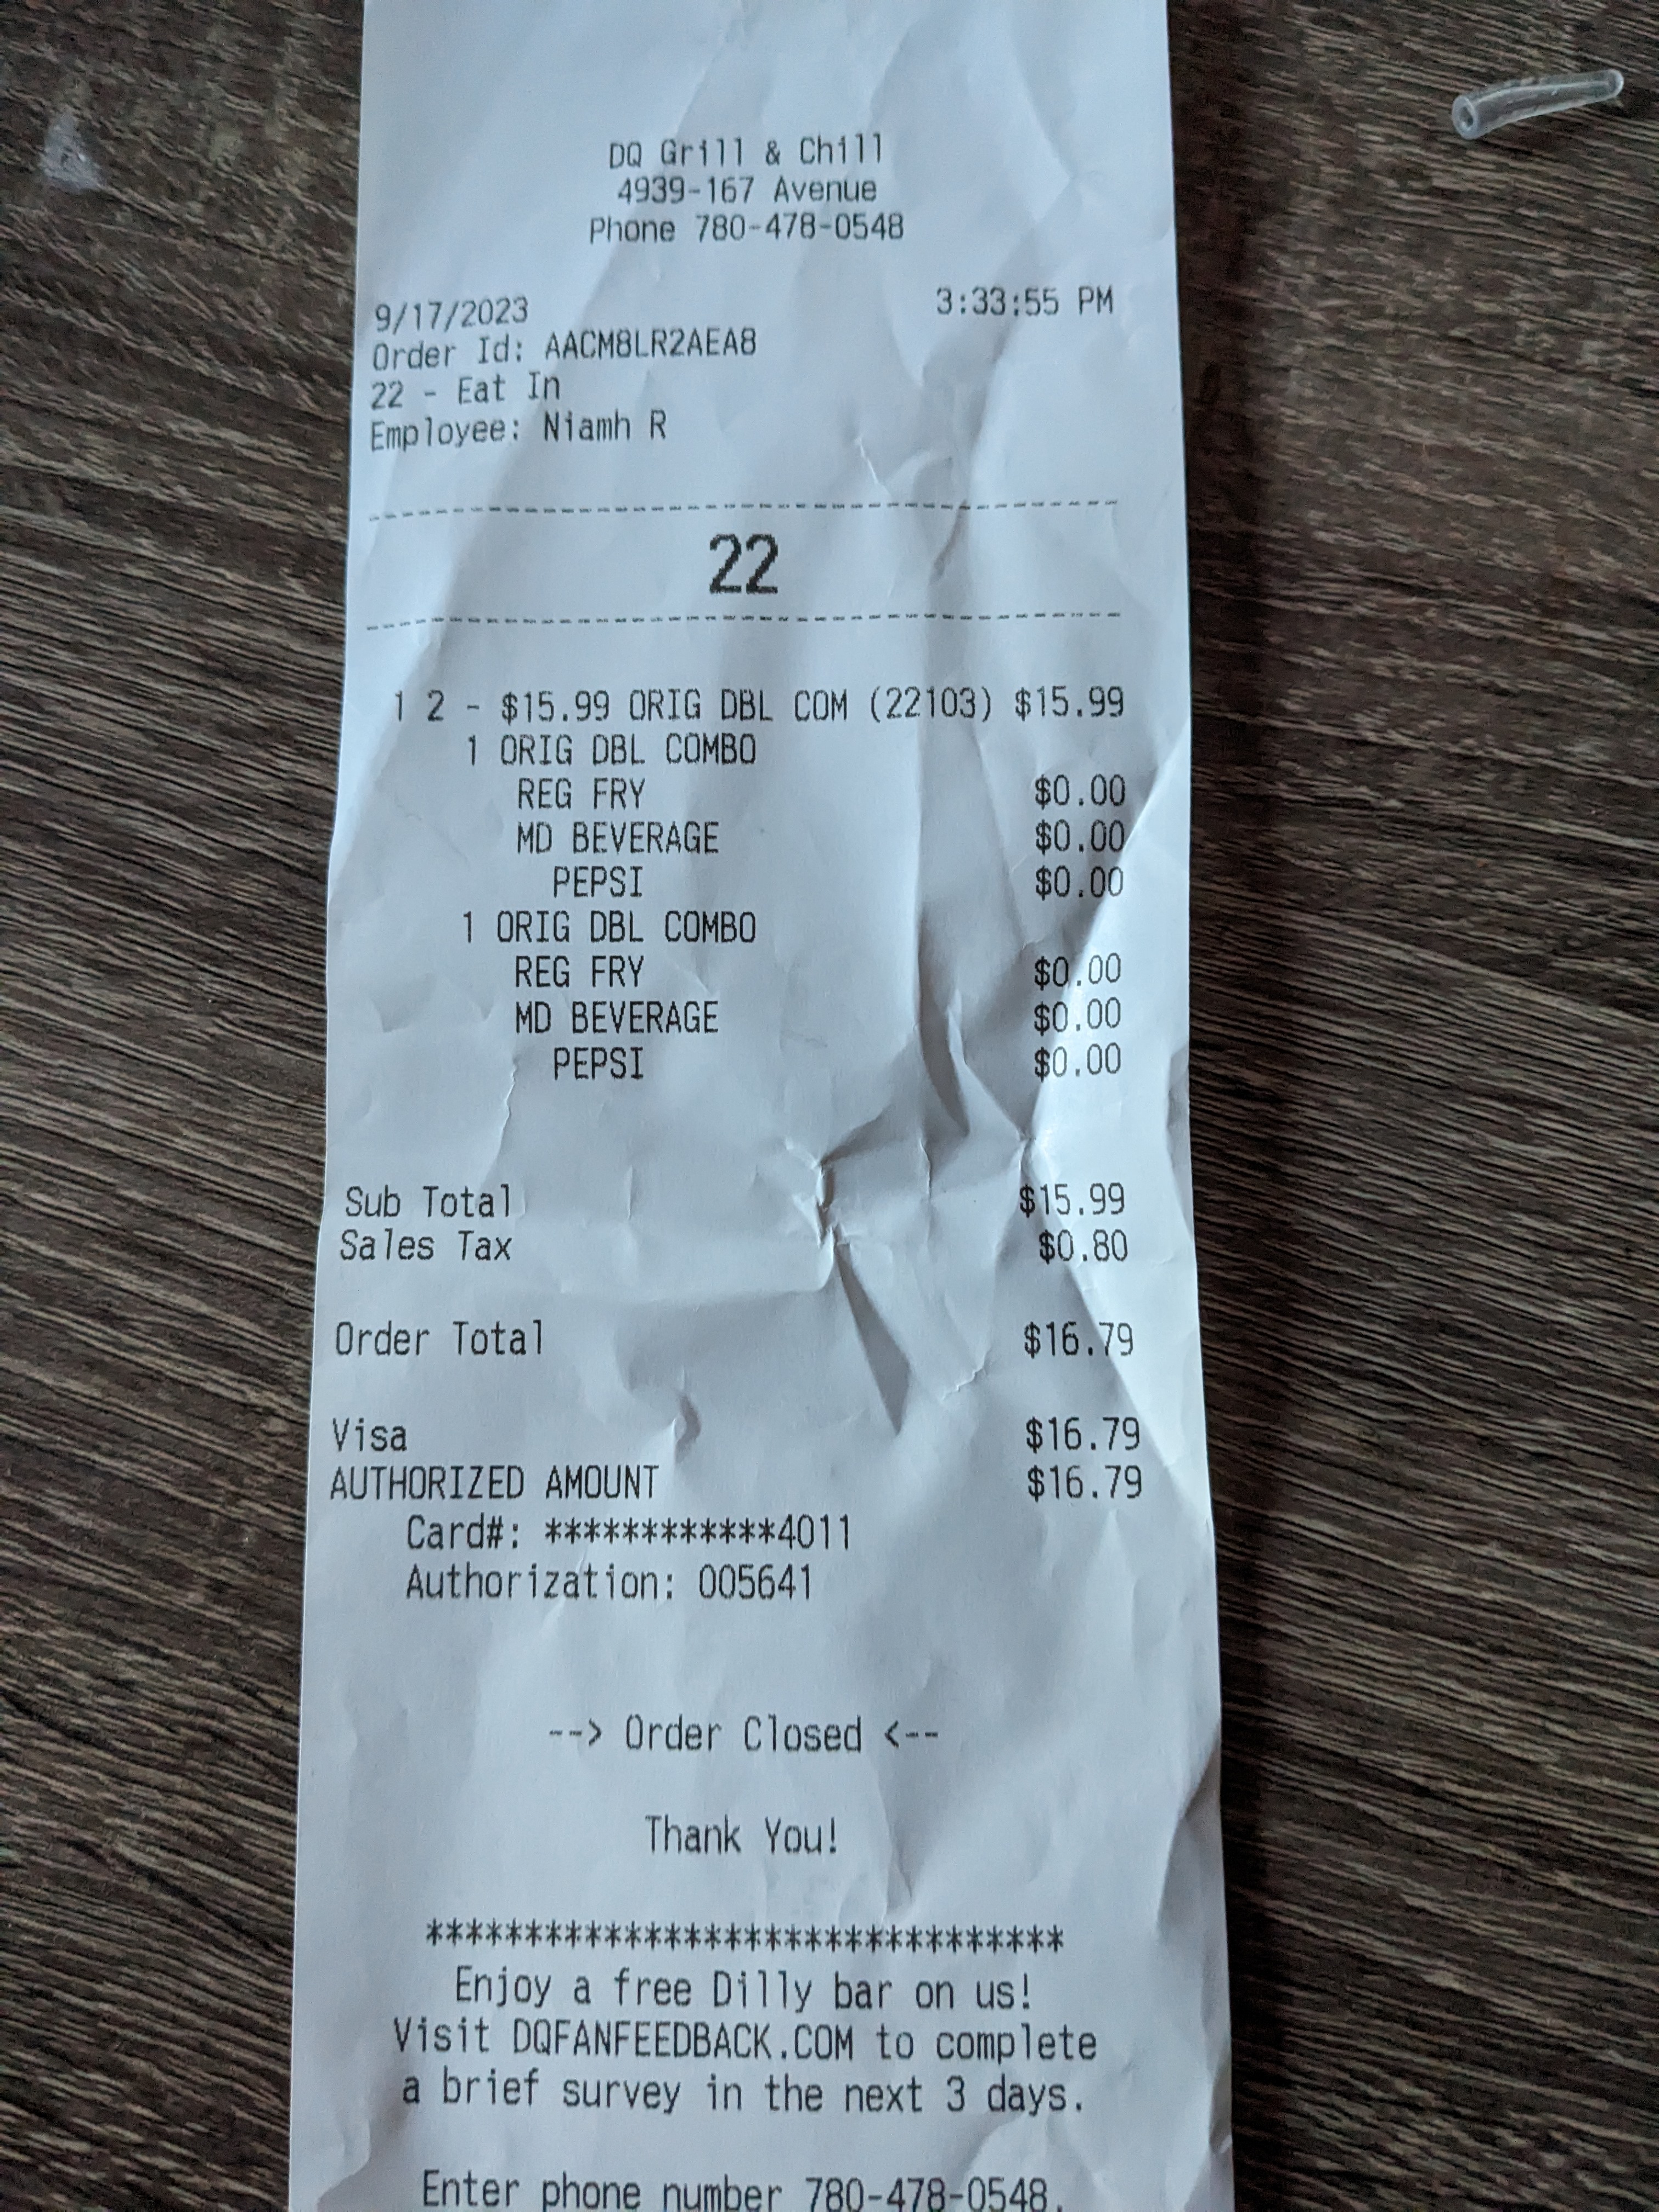 DQ Grill & Chill
4939-167 Avenue
Phone 780-478-0548
9/17/2023 3:33:55 PM
Order Id: AACM8LR2AEA8
22 - Eat In
Employee: Niamh R
--------------------------------------
22
--------------------------------------
1 2 - $15.99 ORIG DBL COM (22103) $15.99
1 ORIG DBL COMBO
REG FRY $0.00
MD BEVERAGE $0.00
PEPSI $0.00
1 ORIG DBL COMBO
REG FRY $0.00
MD BEVERAGE $0.00
PEPSI $0.00
Sub Total $15.99
Sales Tax $0.80
Order Total $16.79
Visa $16.79
AUTHORIZED AMOUNT $16.79
Card#: ************4011
Authorization: 005641
--> Order Closed <--
Thank You!
********************************
Enjoy a free Dilly bar on us!
Visit DQFANFEEDBACK.COM to complete
a brief survey in the next 3 days.
Enter phone number 780-478-0548.